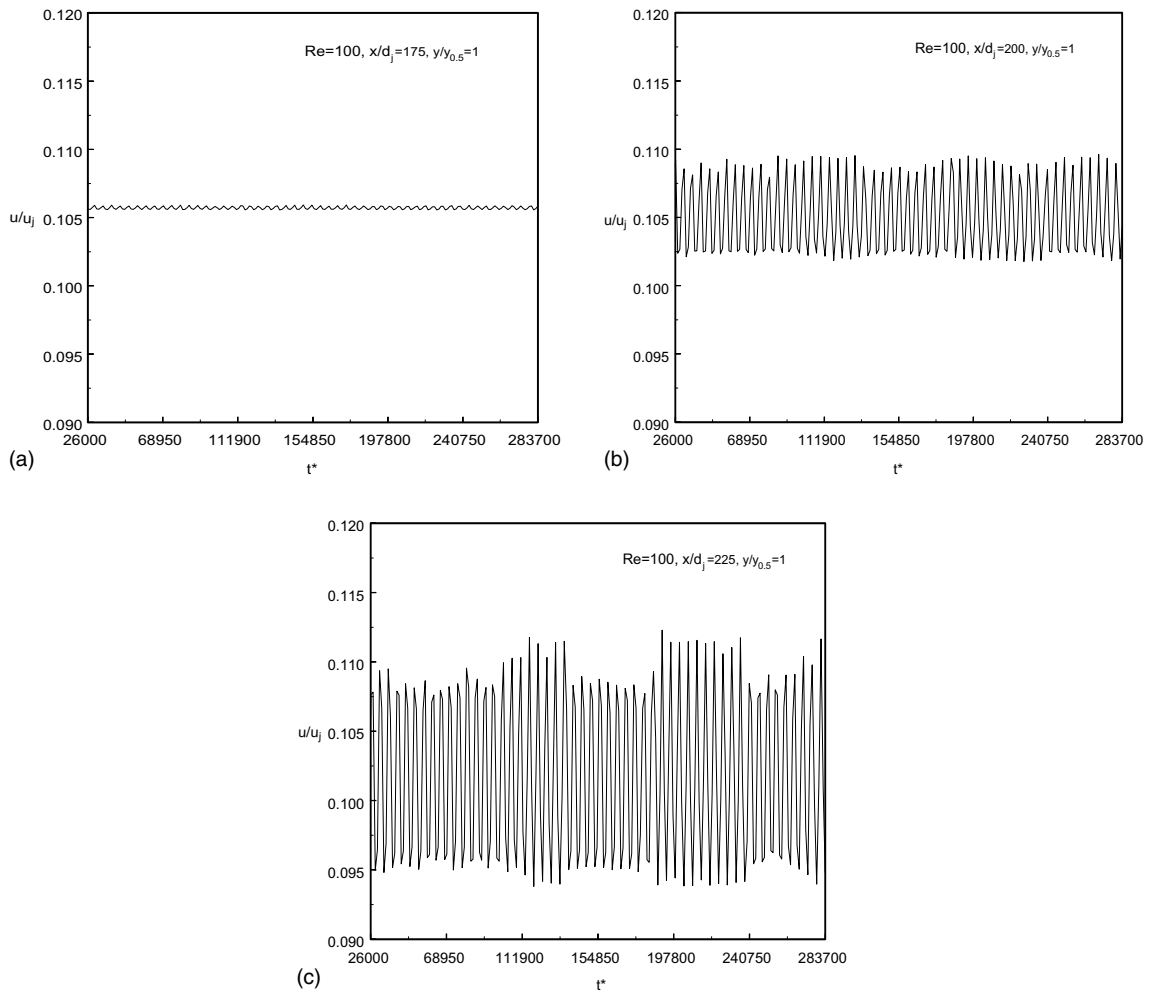 0.120
Re=100, x/dj=175, y/y0.5=1
0.115
0.110
0.105
u/uj
0.100
0.095
0.090
26000 68950 111900 154850 197800 240750 283700
(a)
t*
0.120
Re=100, x/dj=200, y/y0.5=1
0.115
0.110
0.105
u/uj
0.100
0.095
0.090
26000 68950 111900 154850 197800 240750 283700
(b)
t*
0.120
Re=100, x/dj=225, y/y0.5=1
0.115
0.110
0.105
u/uj
0.100
0.095
0.090
26000 68950 111900 154850 197800 240750 283700
(c)
t*